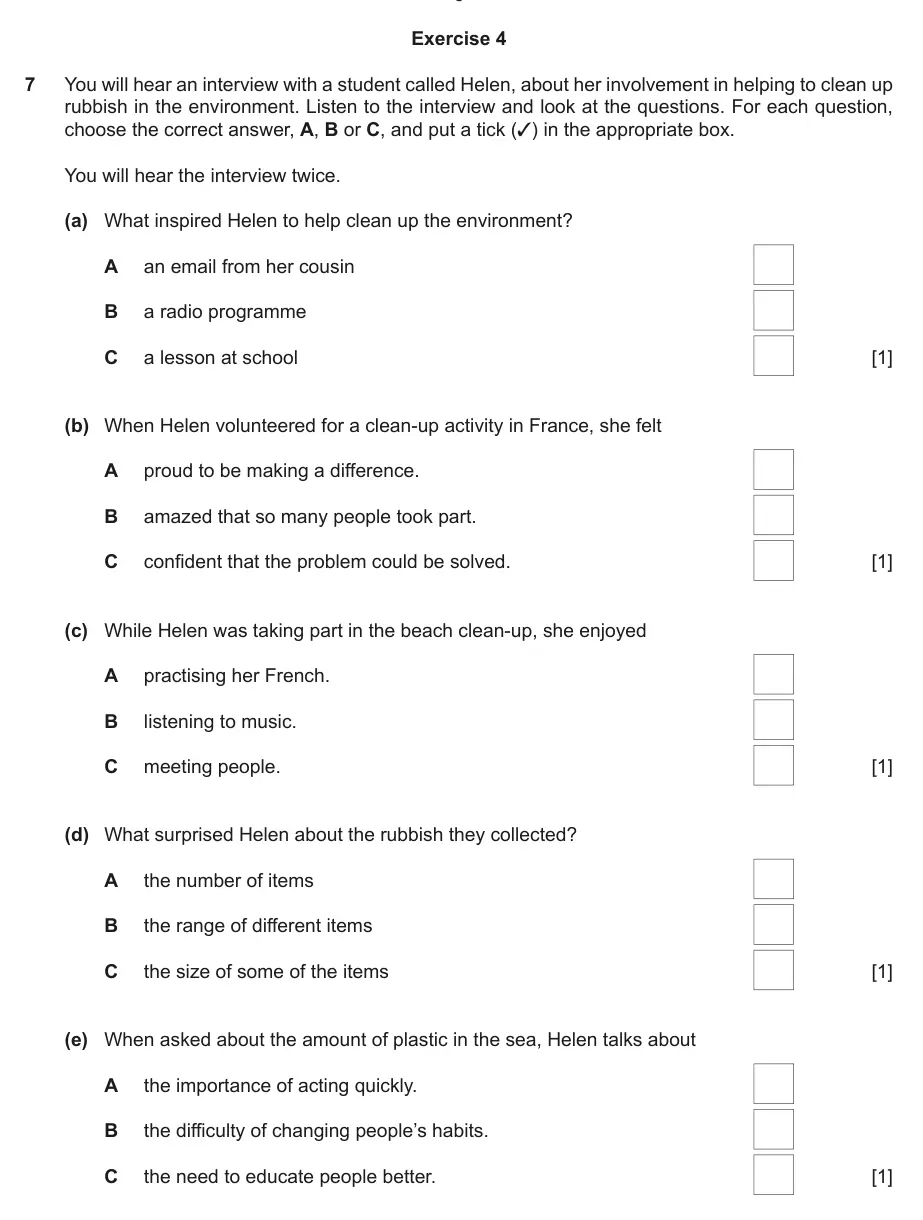 Exercise 4
7 You will hear an interview with a student called Helen, about her involvement in helping to clean up
rubbish in the environment. Listen to the interview and look at the questions. For each question,
choose the correct answer, A, B or C, and put a tick (✓) in the appropriate box.
You will hear the interview twice.
(a) What inspired Helen to help clean up the environment?
A an email from her cousin
B a radio programme
C a lesson at school [1]
(b) When Helen volunteered for a clean-up activity in France, she felt
A proud to be making a difference.
B amazed that so many people took part.
C confident that the problem could be solved. [1]
(c) While Helen was taking part in the beach clean-up, she enjoyed
A practising her French.
B listening to music.
C meeting people. [1]
(d) What surprised Helen about the rubbish they collected?
A the number of items
B the range of different items
C the size of some of the items [1]
(e) When asked about the amount of plastic in the sea, Helen talks about
A the importance of acting quickly.
B the difficulty of changing people’s habits.
C the need to educate people better. [1]